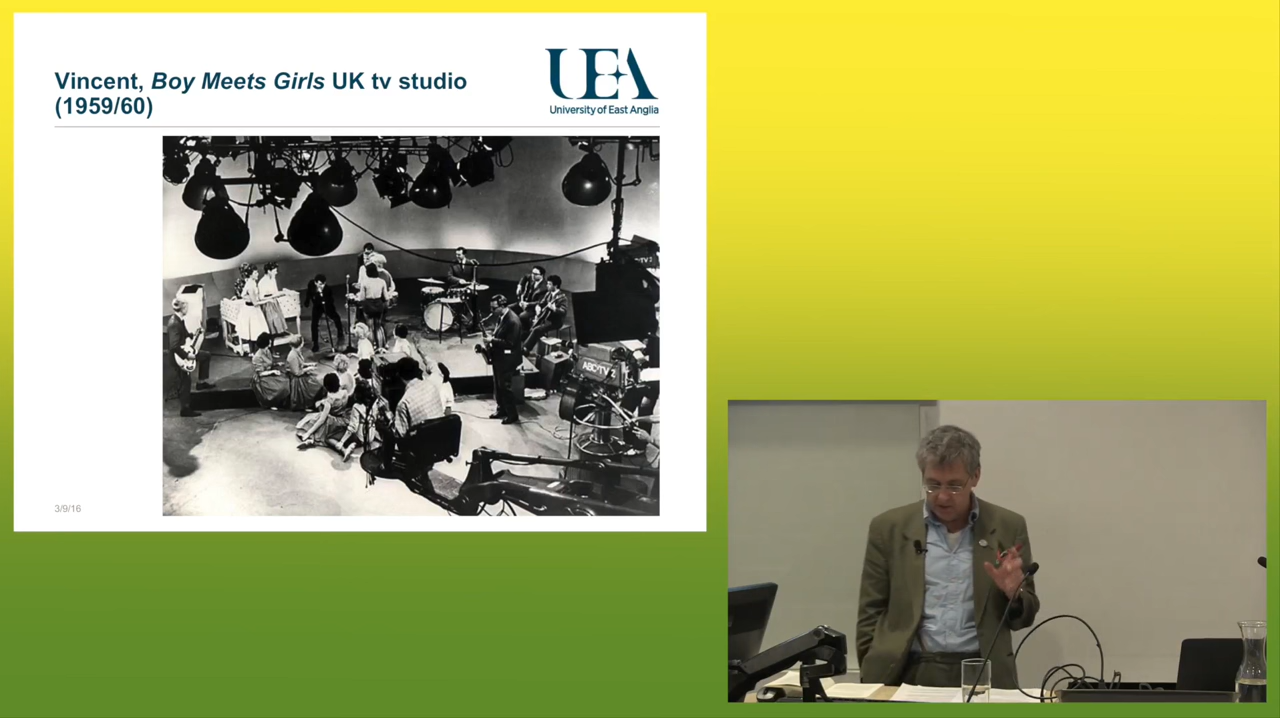 Vincent, Boy Meets Girls UK tv studio
(1959/60)
UEA
University of East Anglia
ABC TV 2
3/9/16